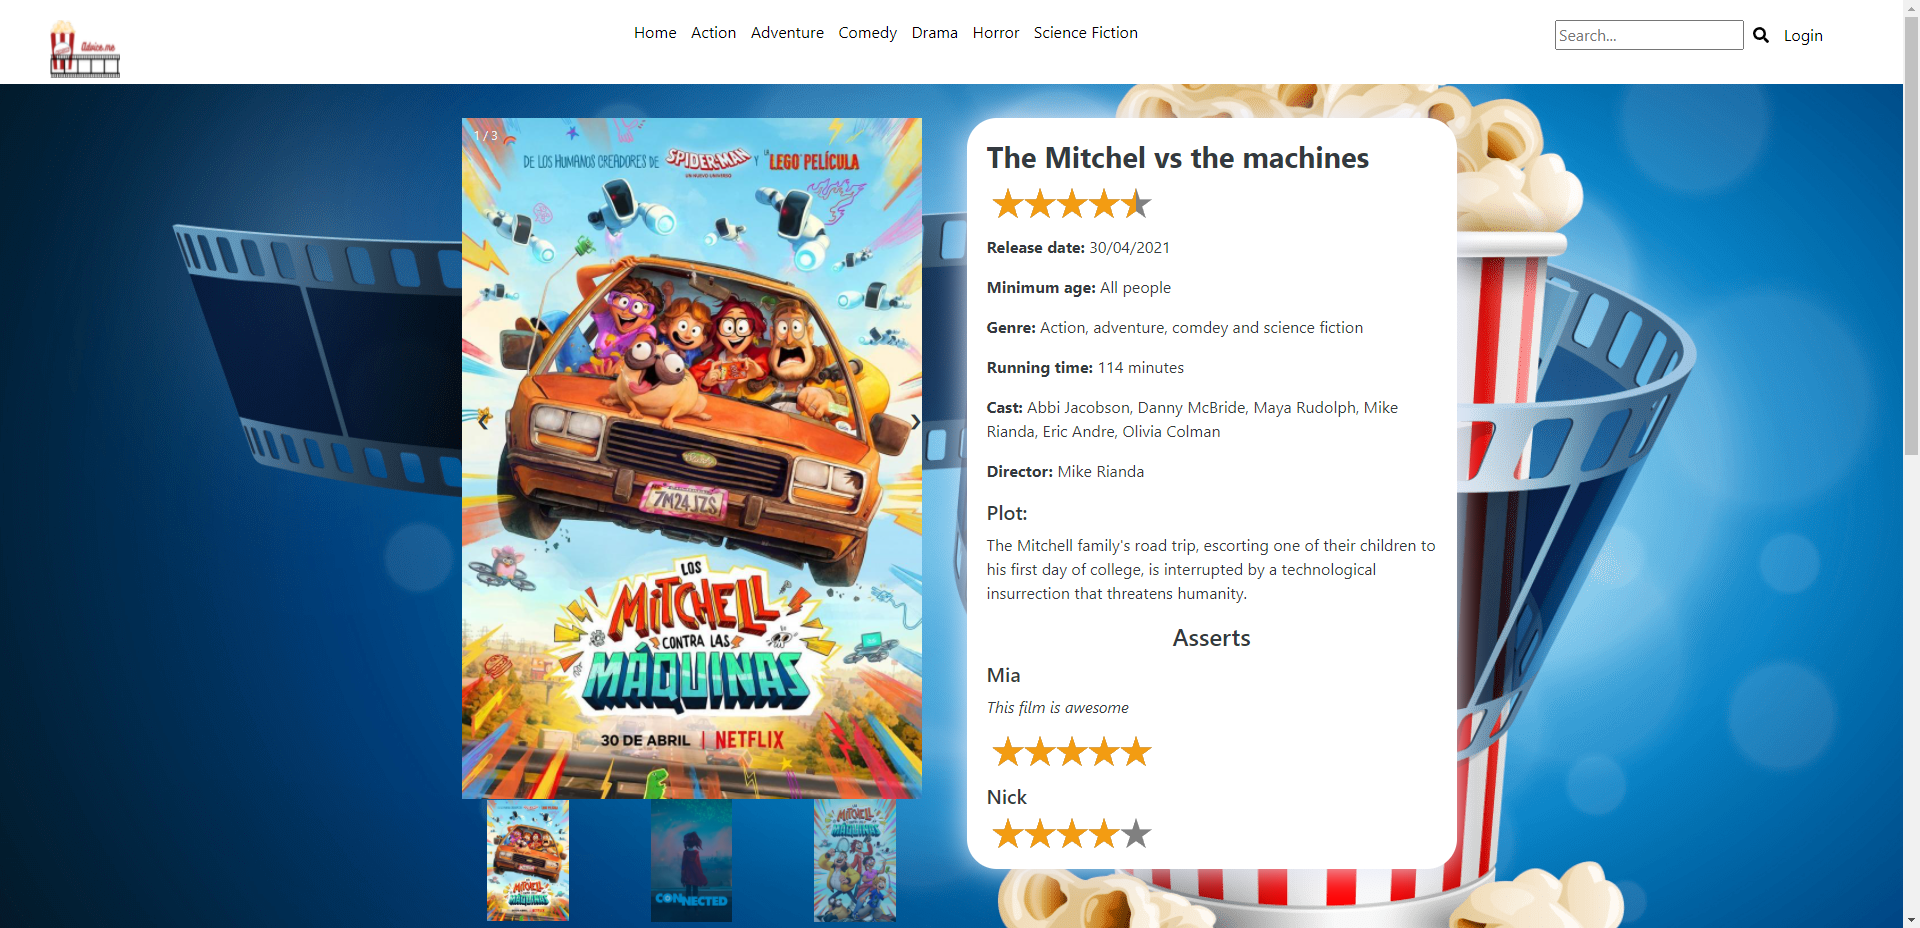 Advice.me
Home Action Adventure Comedy Drama Horror Science Fiction
Search...
Login
1 / 3
DE LOS HUMANOS CREADORES DE SPIDER-MAN Y LA LEGO PELÍCULA
UN NUEVO UNIVERSO
7M24JZS
LOS
MITCHELL
CONTRA LAS
MÁQUINAS
30 DE ABRIL | NETFLIX
CONNECTED
MITCHELL
MÁQUINAS
The Mitchel vs the machines
Release date: 30/04/2021
Minimum age: All people
Genre: Action, adventure, comdey and science fiction
Running time: 114 minutes
Cast: Abbi Jacobson, Danny McBride, Maya Rudolph, Mike
Rianda, Eric Andre, Olivia Colman
Director: Mike Rianda
Plot:
The Mitchell family's road trip, escorting one of their children to
his first day of college, is interrupted by a technological
insurrection that threatens humanity.
Asserts
Mia
This film is awesome
Nick